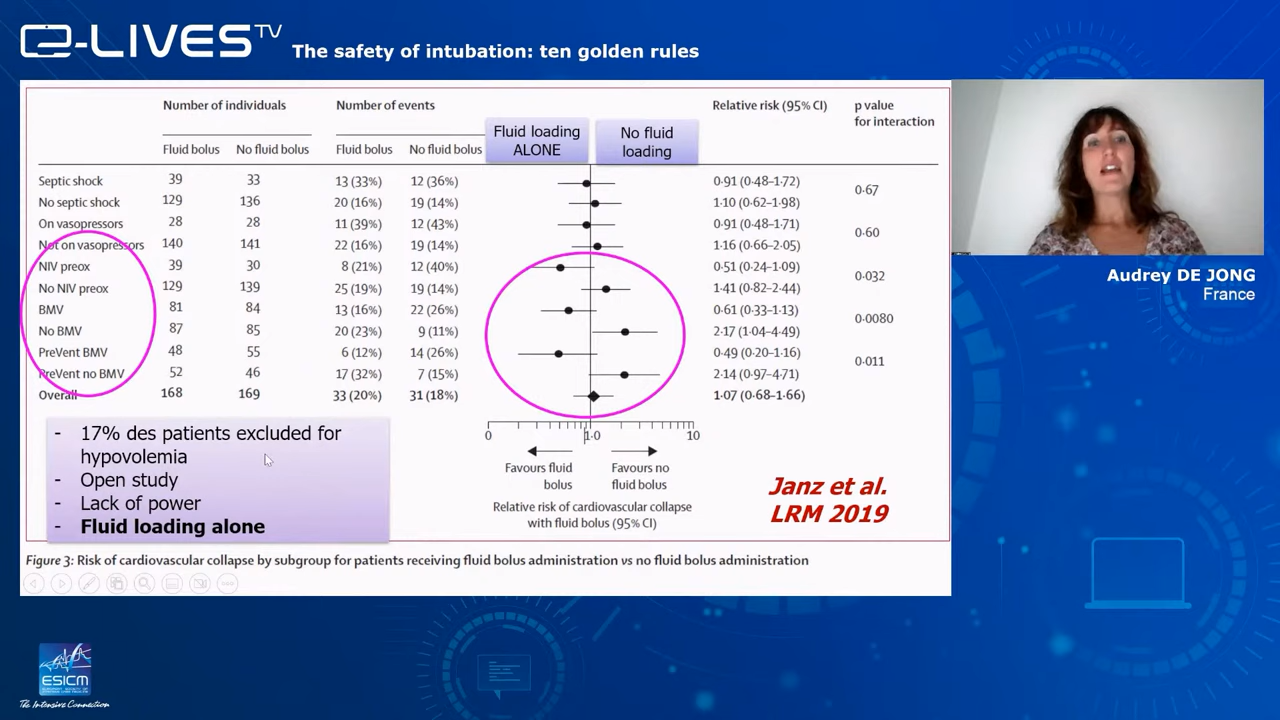 e-LIVES TV
The safety of intubation: ten golden rules
Number of individuals Number of events Relative risk (95% CI) p value for interaction
Fluid loading ALONE
No fluid loading
Fluid bolus No fluid bolus Fluid bolus No fluid bolus
Septic shock 39 33 13 (33%) 12 (36%) 0·91 (0·48–1·72) 0·67
No septic shock 129 136 20 (16%) 19 (14%) 1·10 (0·62–1·98)
On vasopressors 28 28 11 (39%) 12 (43%) 0·91 (0·48–1·71) 0·60
Not on vasopressors 140 141 22 (16%) 19 (14%) 1·16 (0·66–2·05)
NIV preox 39 30 8 (21%) 12 (40%) 0·51 (0·24–1·09) 0·032
No NIV preox 129 139 25 (19%) 19 (14%) 1·41 (0·82–2·44)
BMV 81 84 13 (16%) 22 (26%) 0·61 (0·33–1·13) 0·0080
No BMV 87 85 20 (23%) 9 (11%) 2·17 (1·04–4·49)
PreVent BMV 48 55 6 (12%) 14 (26%) 0·49 (0·20–1·16) 0·011
PreVent no BMV 52 46 17 (32%) 7 (15%) 2·14 (0·97–4·71)
Overall 168 169 33 (20%) 31 (18%) 1·07 (0·68–1·66)
0 1·0 10
Favours fluid bolus
Favours no fluid bolus
Relative risk of cardiovascular collapse
with fluid bolus (95% CI)
- 17% des patients excluded for
hypovolemia
- Open study
- Lack of power
- Fluid loading alone
Janz et al.
LRM 2019
Figure 3: Risk of cardiovascular collapse by subgroup for patients receiving fluid bolus administration vs no fluid bolus administration
Audrey DE JONG
France
ESICM
The Intensive Connection